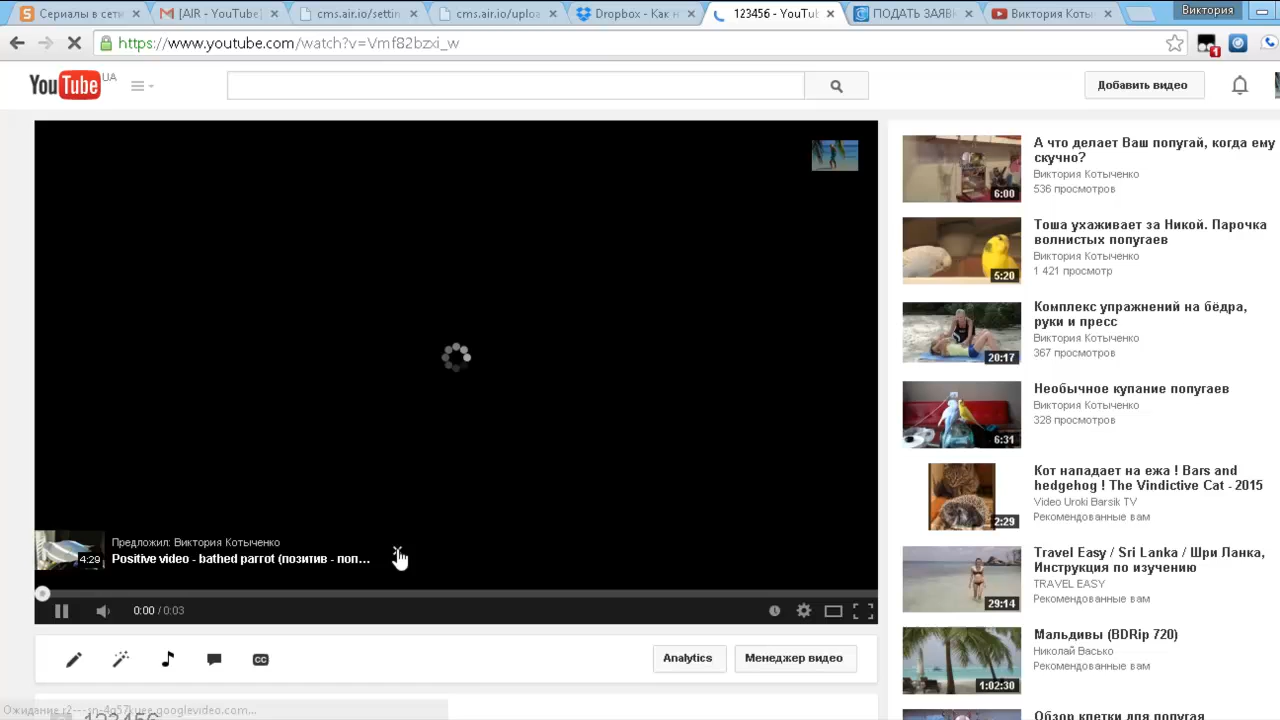 Сериалы в сети
[AIR - YouTube]
cms.air.io/settin
cms.air.io/uploa
Dropbox - Как н
123456 - YouTu
ПОДАТЬ ЗАЯВ
Виктория Коты
Виктория
https://www.youtube.com/watch?v=Vmf82bzxi_w
1
YouTube UA
Добавить видео
А что делает Ваш попугай, когда ему
скучно?
Виктория Котыченко
536 просмотров
6:00
Тоша ухаживает за Никой. Парочка
волнистых попугаев
Виктория Котыченко
1 421 просмотр
5:20
Комплекс упражнений на бёдра,
руки и пресс
Виктория Котыченко
367 просмотров
20:17
Необычное купание попугаев
Виктория Котыченко
328 просмотров
6:31
Кот нападает на ежа ! Bars and
hedgehog ! The Vindictive Cat - 2015
Video Uroki Barsik TV
Рекомендованные вам
2:29
Travel Easy / Sri Lanka / Шри Ланка,
Инструкция по изучению
TRAVEL EASY
Рекомендованные вам
29:14
Мальдивы (BDRip 720)
Николай Васько
Рекомендованные вам
1:02:30
Обзор клетки для попугая
Предложил: Виктория Котыченко
Positive video - bathed parrot (позитив - поп...
4:29
0:00 / 0:03
CC
Analytics
Менеджер видео
123456